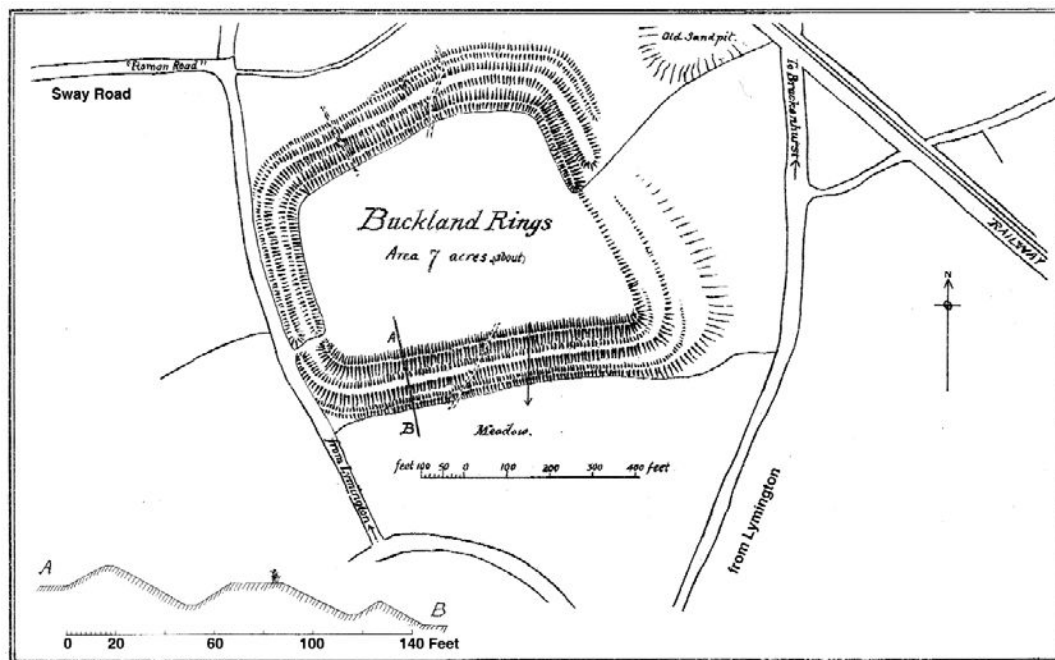 Old Sandpit.
"Roman Road"
Sway Road
To Brockenhurst
Buckland Rings
Area 7 acres (about)
RAILWAY
N
A
B
Meadow.
feet 100 50 0 100 200 300 400 feet
from Lymington
from Lymington
A
B
0 20 60 100 140 Feet